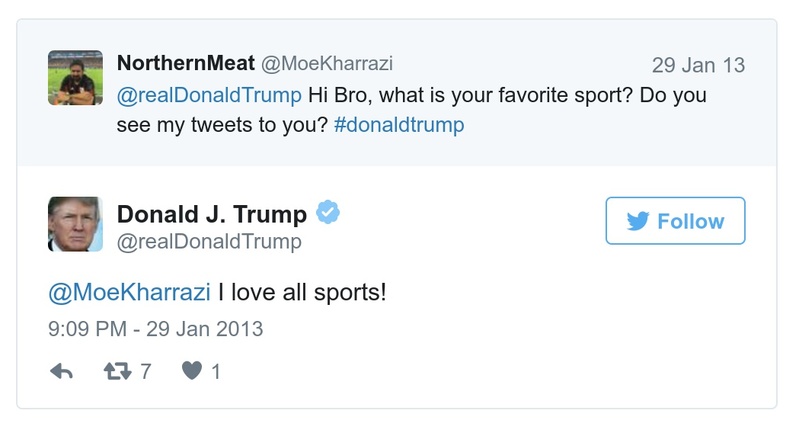 NorthernMeat @MoeKharrazi 29 Jan 13
@realDonaldTrump Hi Bro, what is your favorite sport? Do you
see my tweets to you? #donaldtrump
Donald J. Trump
@realDonaldTrump
Follow
@MoeKharrazi I love all sports!
9:09 PM - 29 Jan 2013
7 1